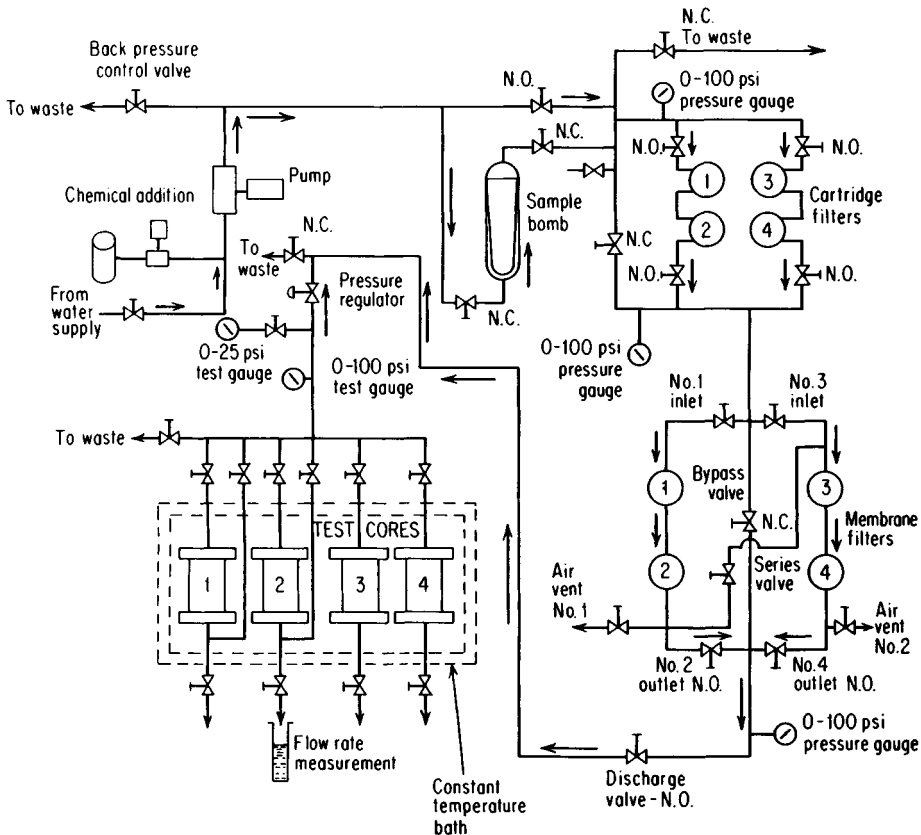 N.C.
To waste
Back pressure
control valve
To waste
N.O.
0-100 psi
pressure gauge
N.C.
N.O.
N.O.
Pump
Chemical addition
1
3
Cartridge
filters
2
4
Sample
bomb
N.C.
To
waste
N.C
N.O.
N.O.
Pressure
regulator
From
water
supply
N.C.
0-25 psi
test gauge
0-100 psi
test gauge
0-100 psi
pressure
gauge
No.1
inlet
No.3
inlet
To waste
Bypass
valve
1
3
N.C.
TEST CORES
Membrane
filters
1
2
3
4
2
4
Series
valve
Air
vent
No.1
Air
vent
No.2
No.2
outlet N.O.
No.4
outlet N.O.
Flow rate
measurement
0-100 psi
pressure gauge
Discharge
valve-N.O.
Constant
temperature
bath